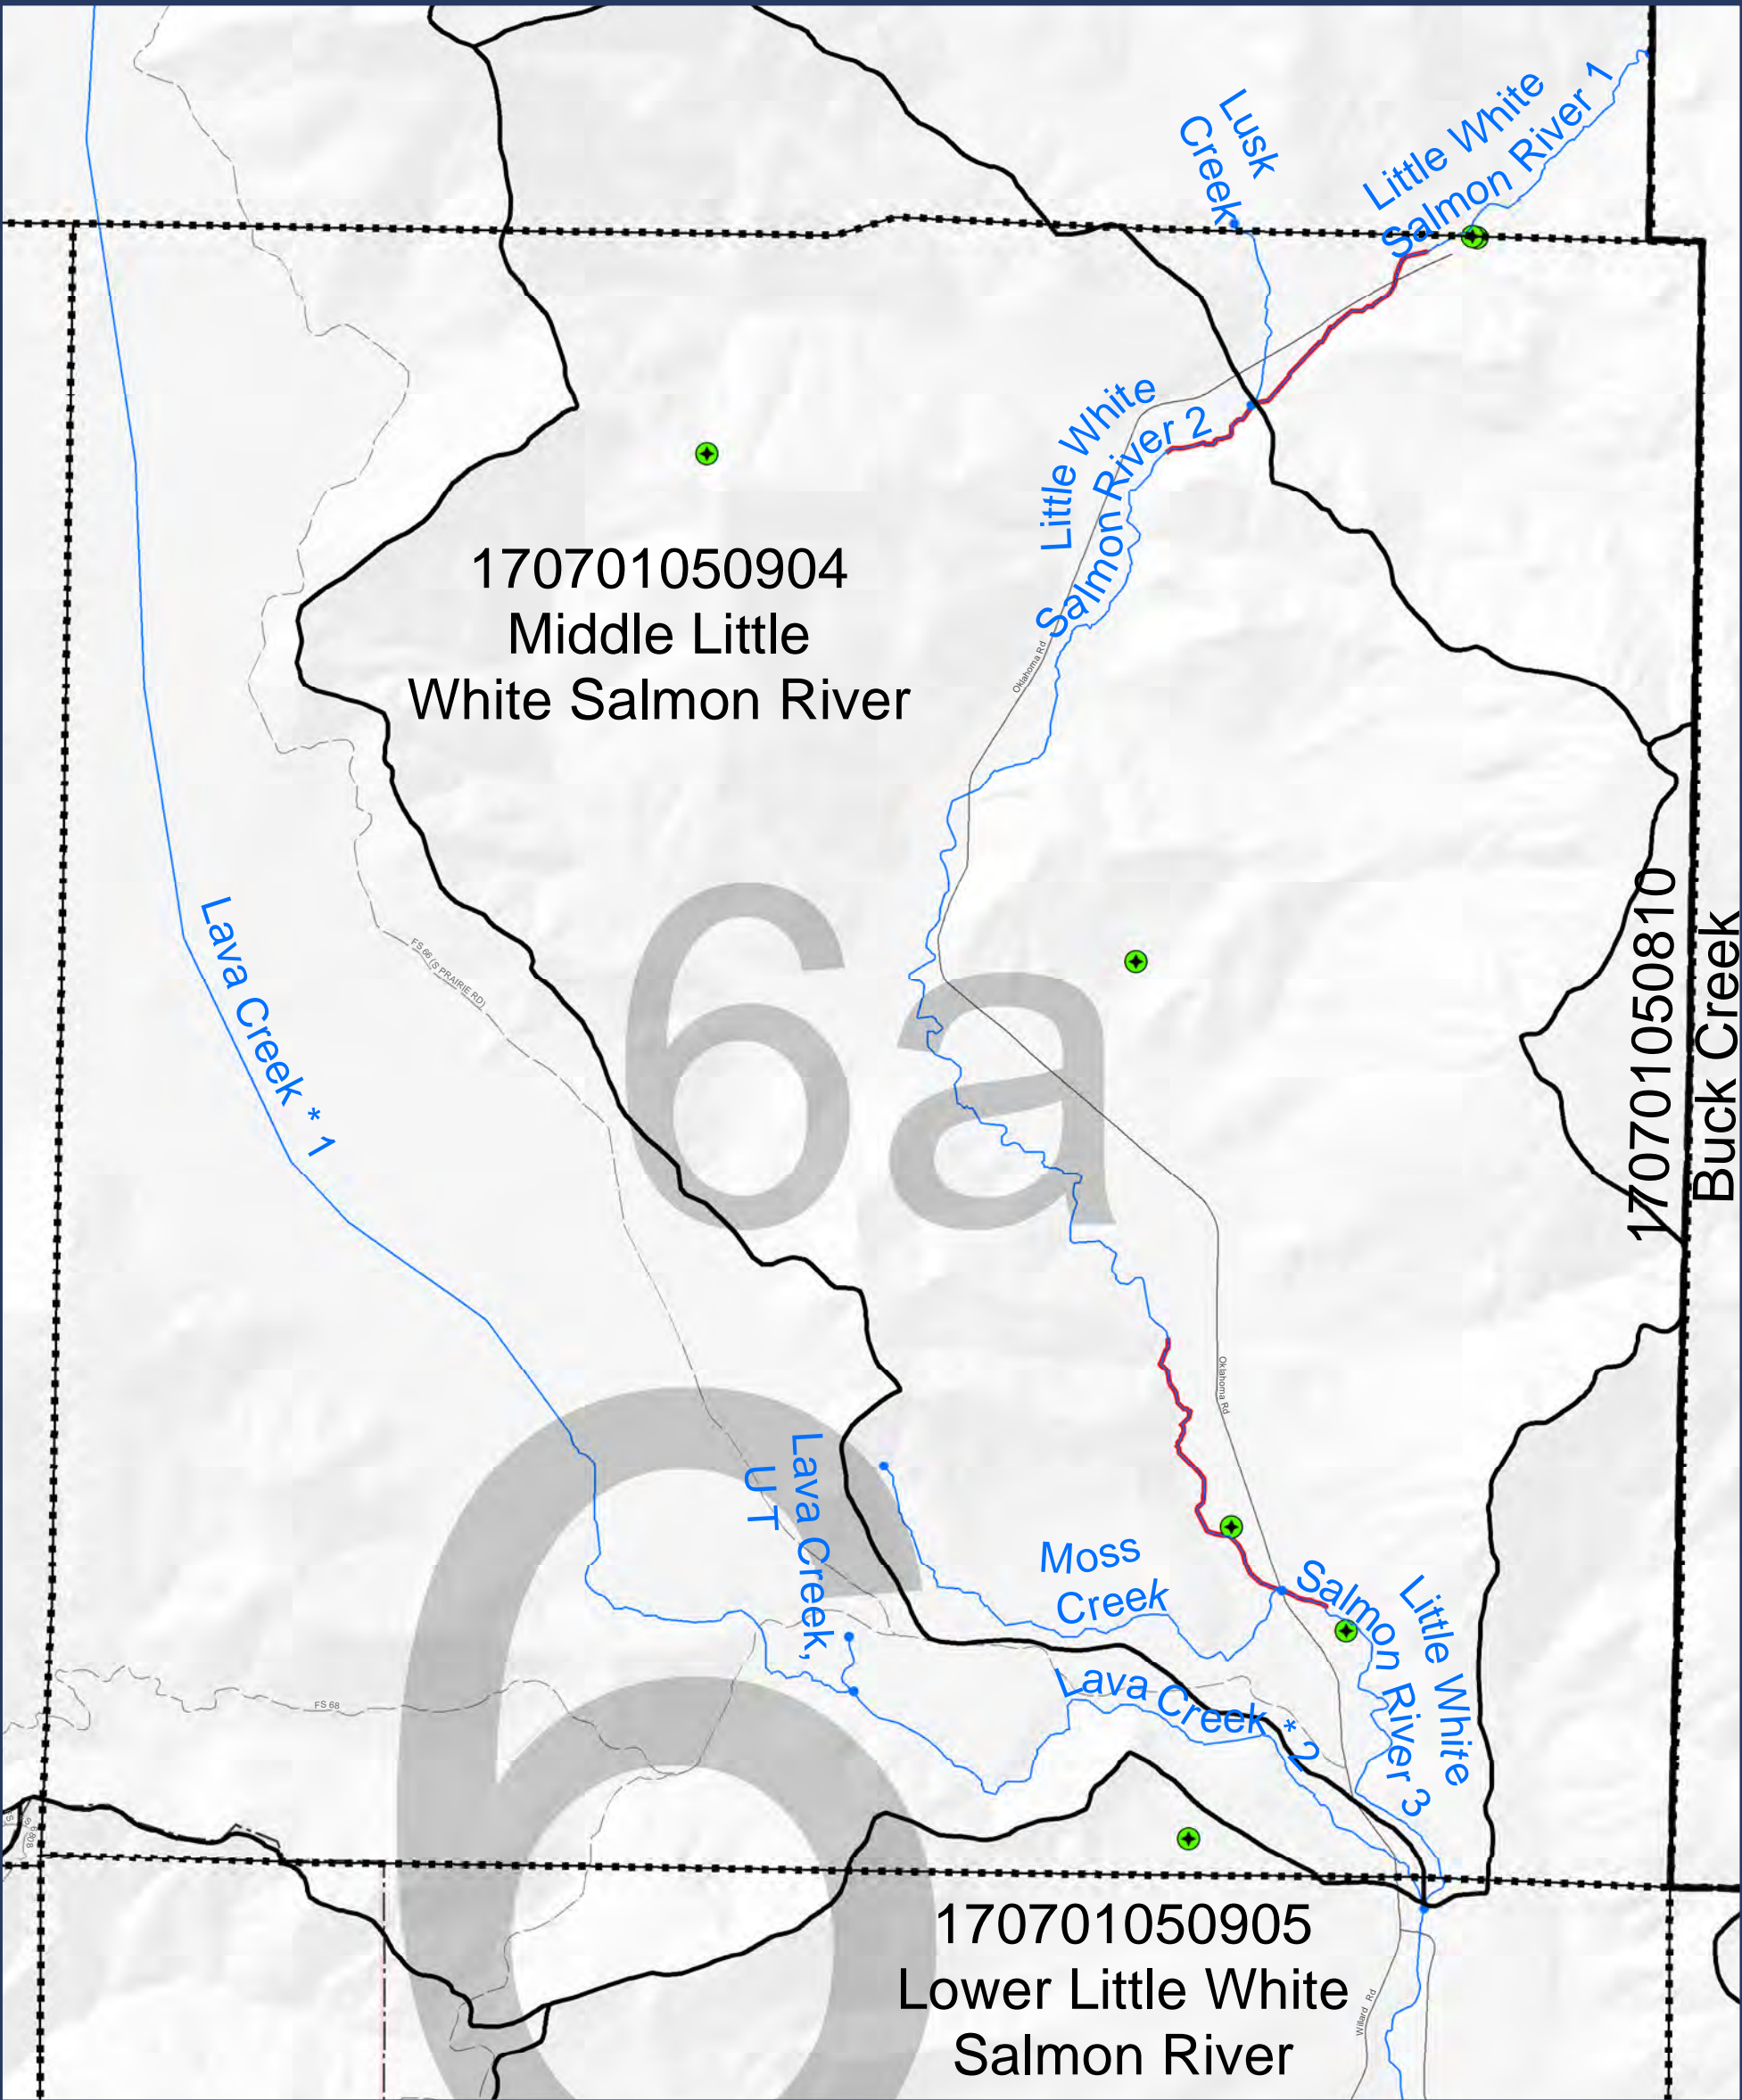 Lusk
Creek
Little White
Salmon River 1
Little White
Salmon River 2
170701050904
Middle Little
White Salmon River
Oklahoma Rd
6a
170701050810
Buck Creek
Lava Creek * 1
FS 66 (S PRAIRIE RD)
Oklahoma Rd
6
Lava Creek,
U T
Moss
Creek
Little White
Salmon River 3
Lava Creek * 2
FS 68
170701050905
Lower Little White
Salmon River
Willard Rd